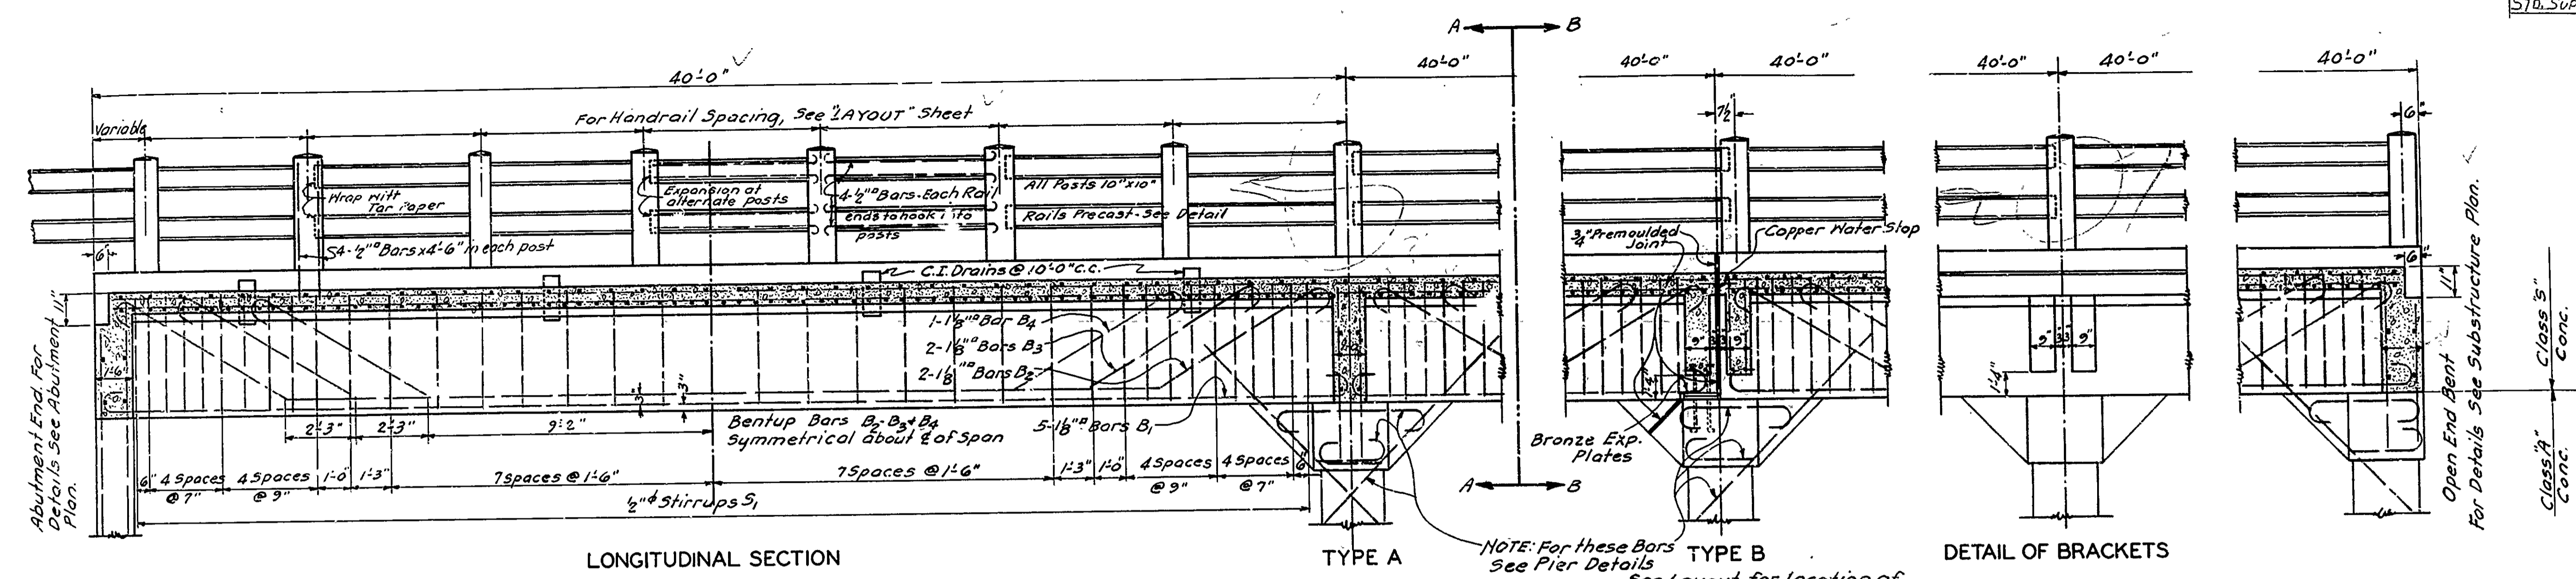 STD. SUP
A B
40'-0"
40'-0"
40'-0"
40'-0"
40'-0"
40'-0"
40'-0"
Variable
For Handrail Spacing, See "LAYOUT" Sheet
7½"
6"
Wrap with
Tar Paper
Expansion at
alternate posts
4-½"□ Bars-Each Rail
ends to hook into
posts
All Posts 10"x10"
Rails Precast-See Detail
4-½"□ Bars x 4'-6" in each post
6"
C.I. Drains @ 10'-0" C.C.
¾" Premoulded
Joint
Copper Water Stop
6"
11"
11"
1'-6"
1-1⅛"□ Bar B4
2-1⅛"□ Bars B3
2-1⅛"□ Bars B2
5-1⅛"□ Bars B1
3"
3"
9" 3" 3" 9"
9" 3" 3" 9"
1'-4"
1'-4"
2'-3" 2'-3" 9'-2"
Bentup Bars B2-B3 & B4
Symmetrical about ℄ of Span
Bronze Exp.
Plates
6" 4 Spaces 4 Spaces 1'-0" 1'-3" 7 Spaces @ 1'-6" 7 Spaces @ 1'-6" 1'-3" 1'-0" 4 Spaces 4 Spaces 6"
@ 7" @ 9" @ 9" @ 7"
½"ϕ Stirrups S1
A B
Abutment End. For
Details See Abutment
Plan.
Open End Bent
For Details See Substructure Plan.
Class "S"
Conc.
Class "A"
Conc.
LONGITUDINAL SECTION
TYPE A
NOTE: For these Bars
See Pier Details
TYPE B
DETAIL OF BRACKETS
See Layout for location of